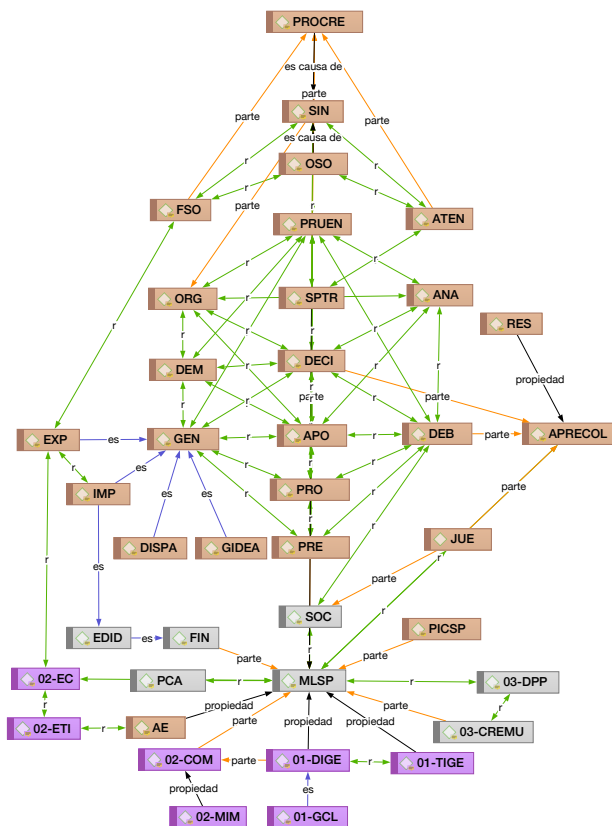 PROCRE
es causa de
parte
SIN
parte
parte
es causa de
r
r
OSO
parte
r
r
FSO
r
ATEN
PRUEN
r
r
r
r
ORG
SPTR
ANA
RES
r
r
r
r
r
DEM
r
DECI
propiedad
r
r
parte
parte
r
r
EXP
es
GEN
r
APO
r
DEB
parte
APRECOL
r
es
r
r
IMP
PRO
parte
es
es
r
r
r
r
DISPA
GIDEA
PRE
JUE
r
es
r
parte
SOC
EDID
es
FIN
r
PICSP
parte
parte
02-EC
PCA
r
MLSP
r
03-DPP
r
propiedad
parte
r
02-ETI
r
AE
parte
propiedad
propiedad
03-CREMU
02-COM
parte
01-DIGE
r
01-TIGE
propiedad
es
02-MIM
01-GCL